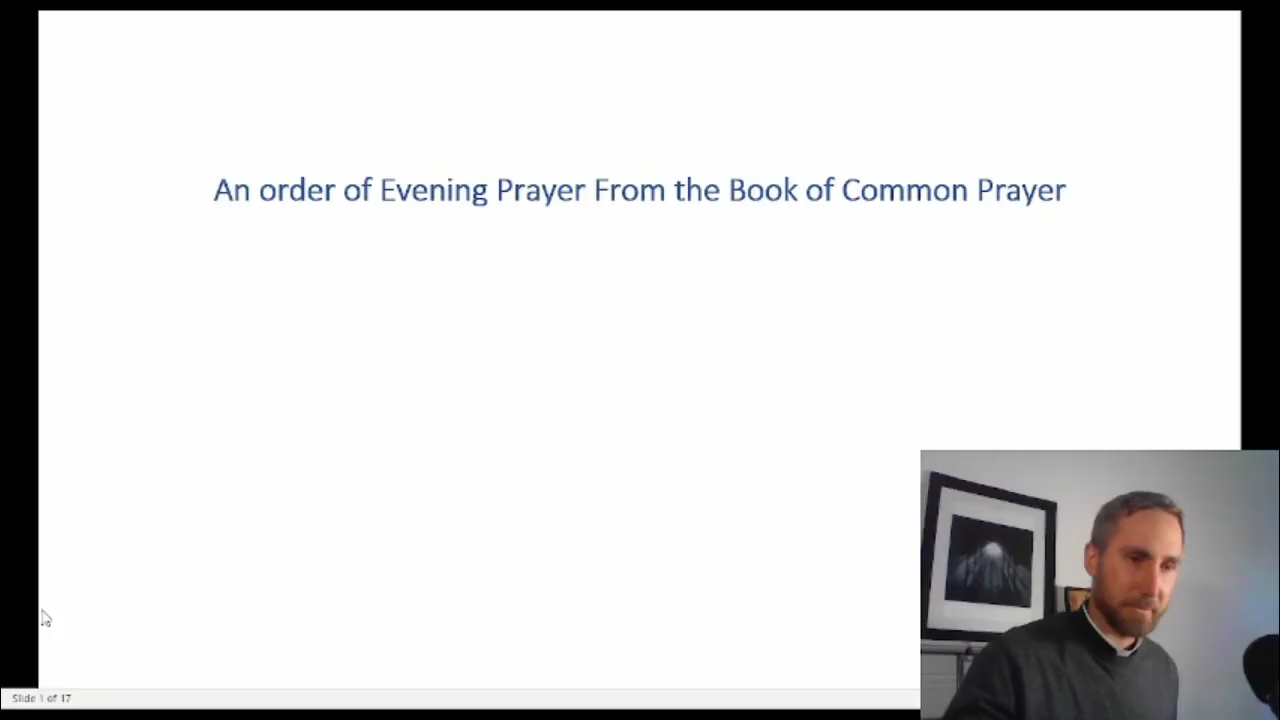 An order of Evening Prayer From the Book of Common Prayer
Slide 1 of 17